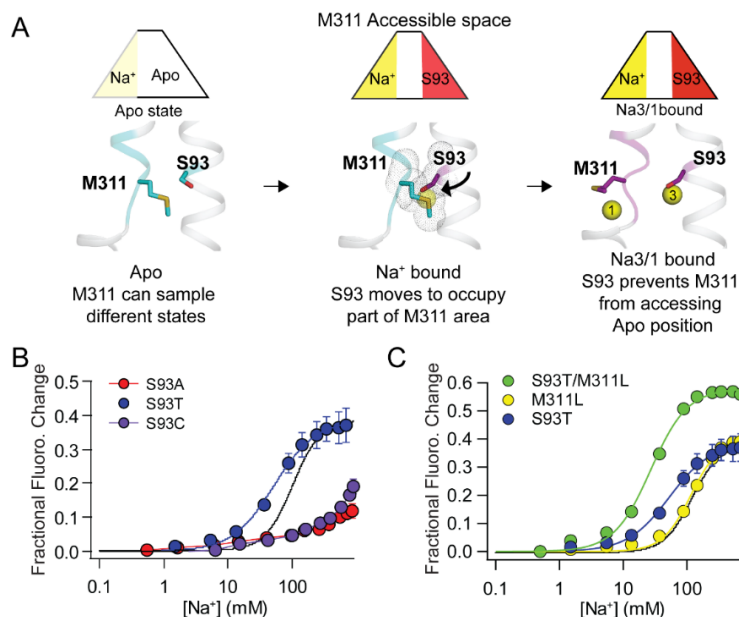 A
M311 Accessible space
Na⁺ Apo
Na⁺ S93
Na⁺ S93
Apo state
Na⁺ bound
Na3/1bound
M311 S93
M311 S93
M311 S93
1 3
Apo
M311 can sample
different states
Na⁺ bound
S93 moves to occupy
part of M311 area
Na3/1 bound
S93 prevents M311
from accessing
Apo position
B
Fractional Fluoro. Change
0.5
0.4
0.3
0.2
0.1
0.0
S93A
S93T
S93C
0.1 1 10 100
[Na⁺] (mM)
C
Fractional Fluoro. Change
0.6
0.5
0.4
0.3
0.2
0.1
0.0
S93T/M311L
M311L
S93T
0.1 1 10 100
[Na⁺] (mM)